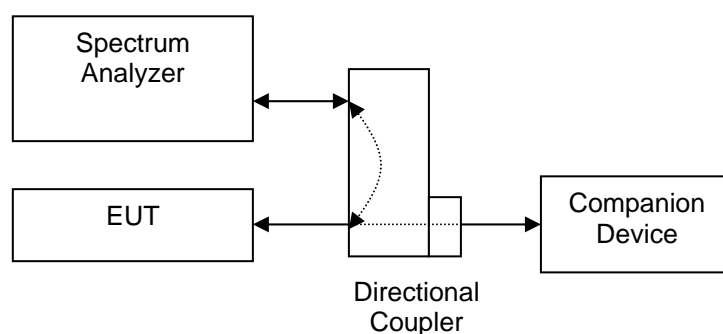 Spectrum
Analyzer
EUT
Companion
Device
Directional
Coupler